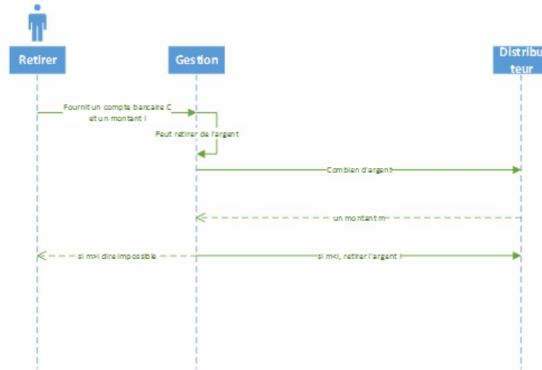 Retirer
Gestion
Distribu
teur
Fournit un compte bancaire C
et un montant i
Peut retirer de l'argent
Combien d'argent
un montant m
si m>i dire impossible
si m<i, retirer l'argent i